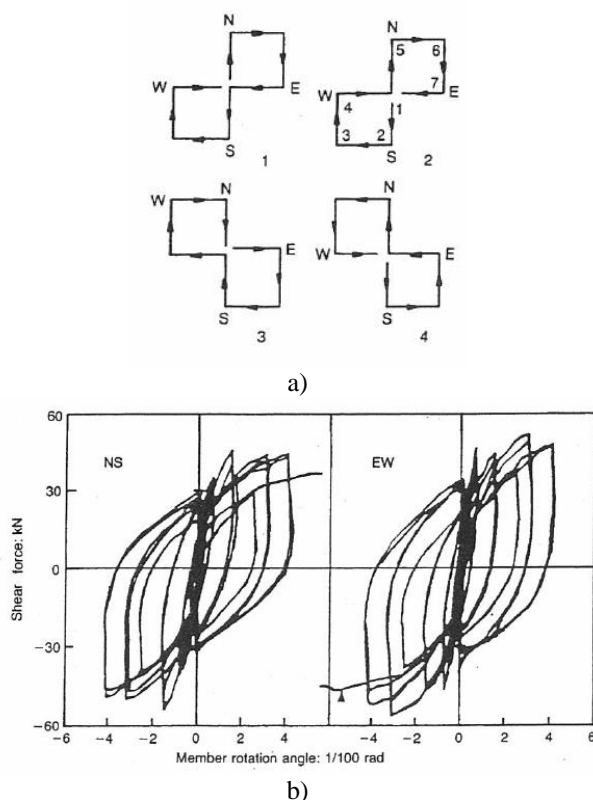 N N
5 6
W E W 4 1 7 E
3 2
S S
1 2
W N N
E W E
S S
3 4
a)
60
30
0
−30
−60
Shear force: kN
NS EW
−6 −4 −2 0 2 4 −6 −4 −2 0 2 4 6
Member rotation angle: 1/100 rad
b)